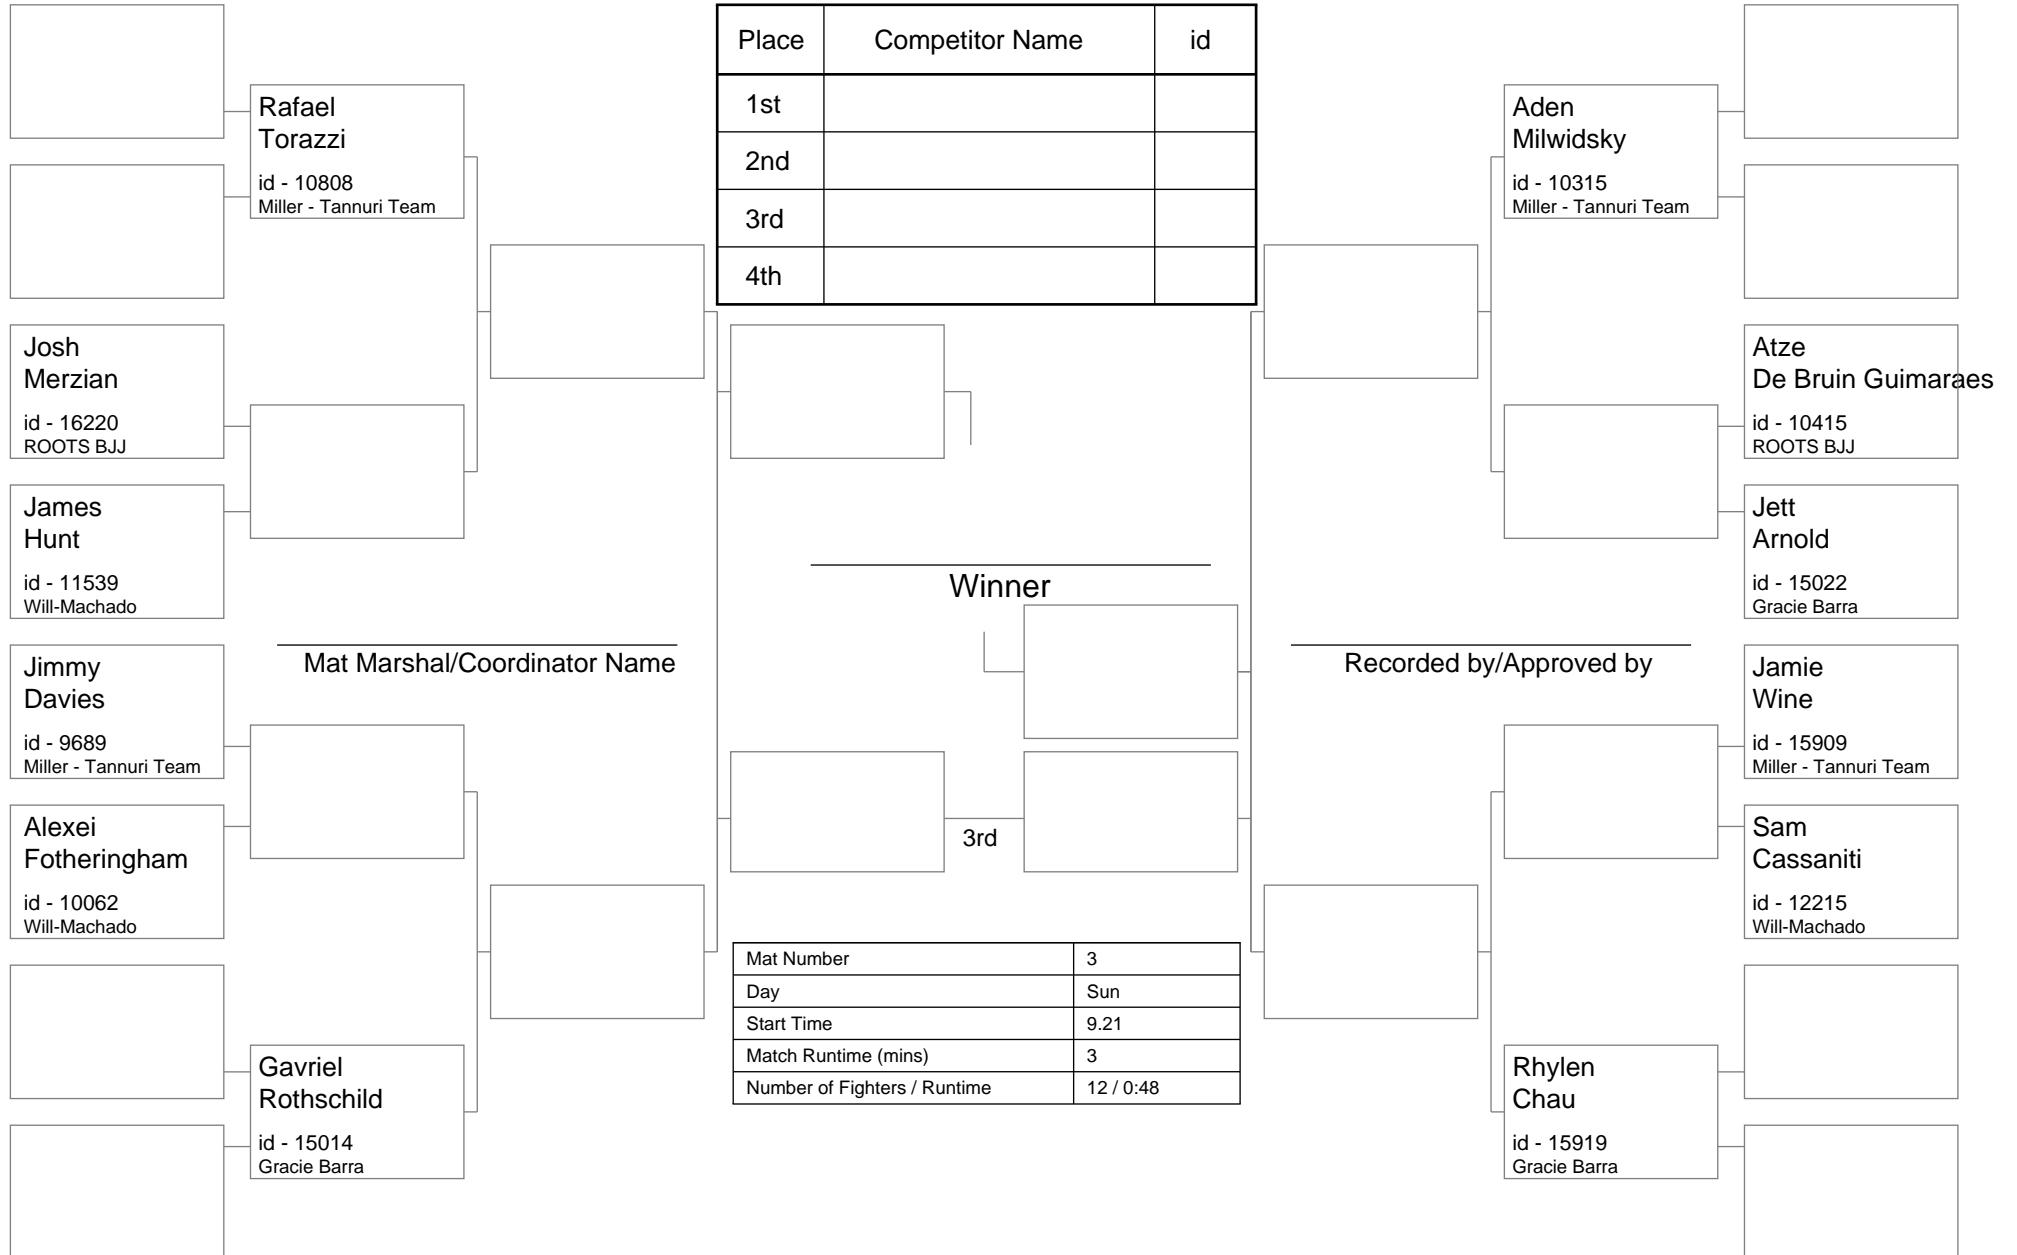 Place Competitor Name id
1st
2nd
3rd
4th
Rafael
Torazzi
id - 10808
Miller - Tannuri Team
Josh
Merzian
id - 16220
ROOTS BJJ
James
Hunt
id - 11539
Will-Machado
Jimmy
Davies
id - 9689
Miller - Tannuri Team
Alexei
Fotheringham
id - 10062
Will-Machado
Gavriel
Rothschild
id - 15014
Gracie Barra
Mat Marshal/Coordinator Name
Winner
3rd
Recorded by/Approved by
Aden
Milwidsky
id - 10315
Miller - Tannuri Team
Atze
De Bruin Guimaraes
id - 10415
ROOTS BJJ
Jett
Arnold
id - 15022
Gracie Barra
Jamie
Wine
id - 15909
Miller - Tannuri Team
Sam
Cassaniti
id - 12215
Will-Machado
Rhylen
Chau
id - 15919
Gracie Barra
Mat Number 3
Day Sun
Start Time 9.21
Match Runtime (mins) 3
Number of Fighters / Runtime 12 / 0:48